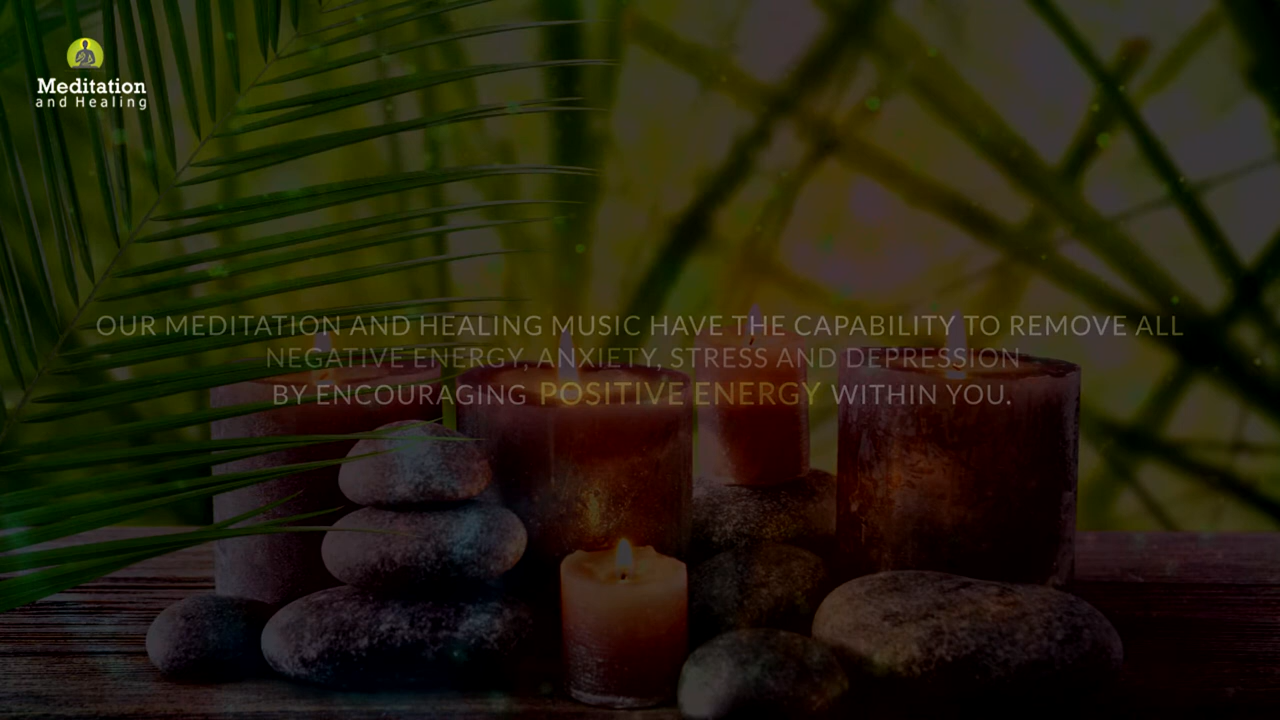 Meditation
and Healing
OUR MEDITATION AND HEALING MUSIC HAVE THE CAPABILITY TO REMOVE ALL
NEGATIVE ENERGY, ANXIETY, STRESS AND DEPRESSION
BY ENCOURAGING POSITIVE ENERGY WITHIN YOU.